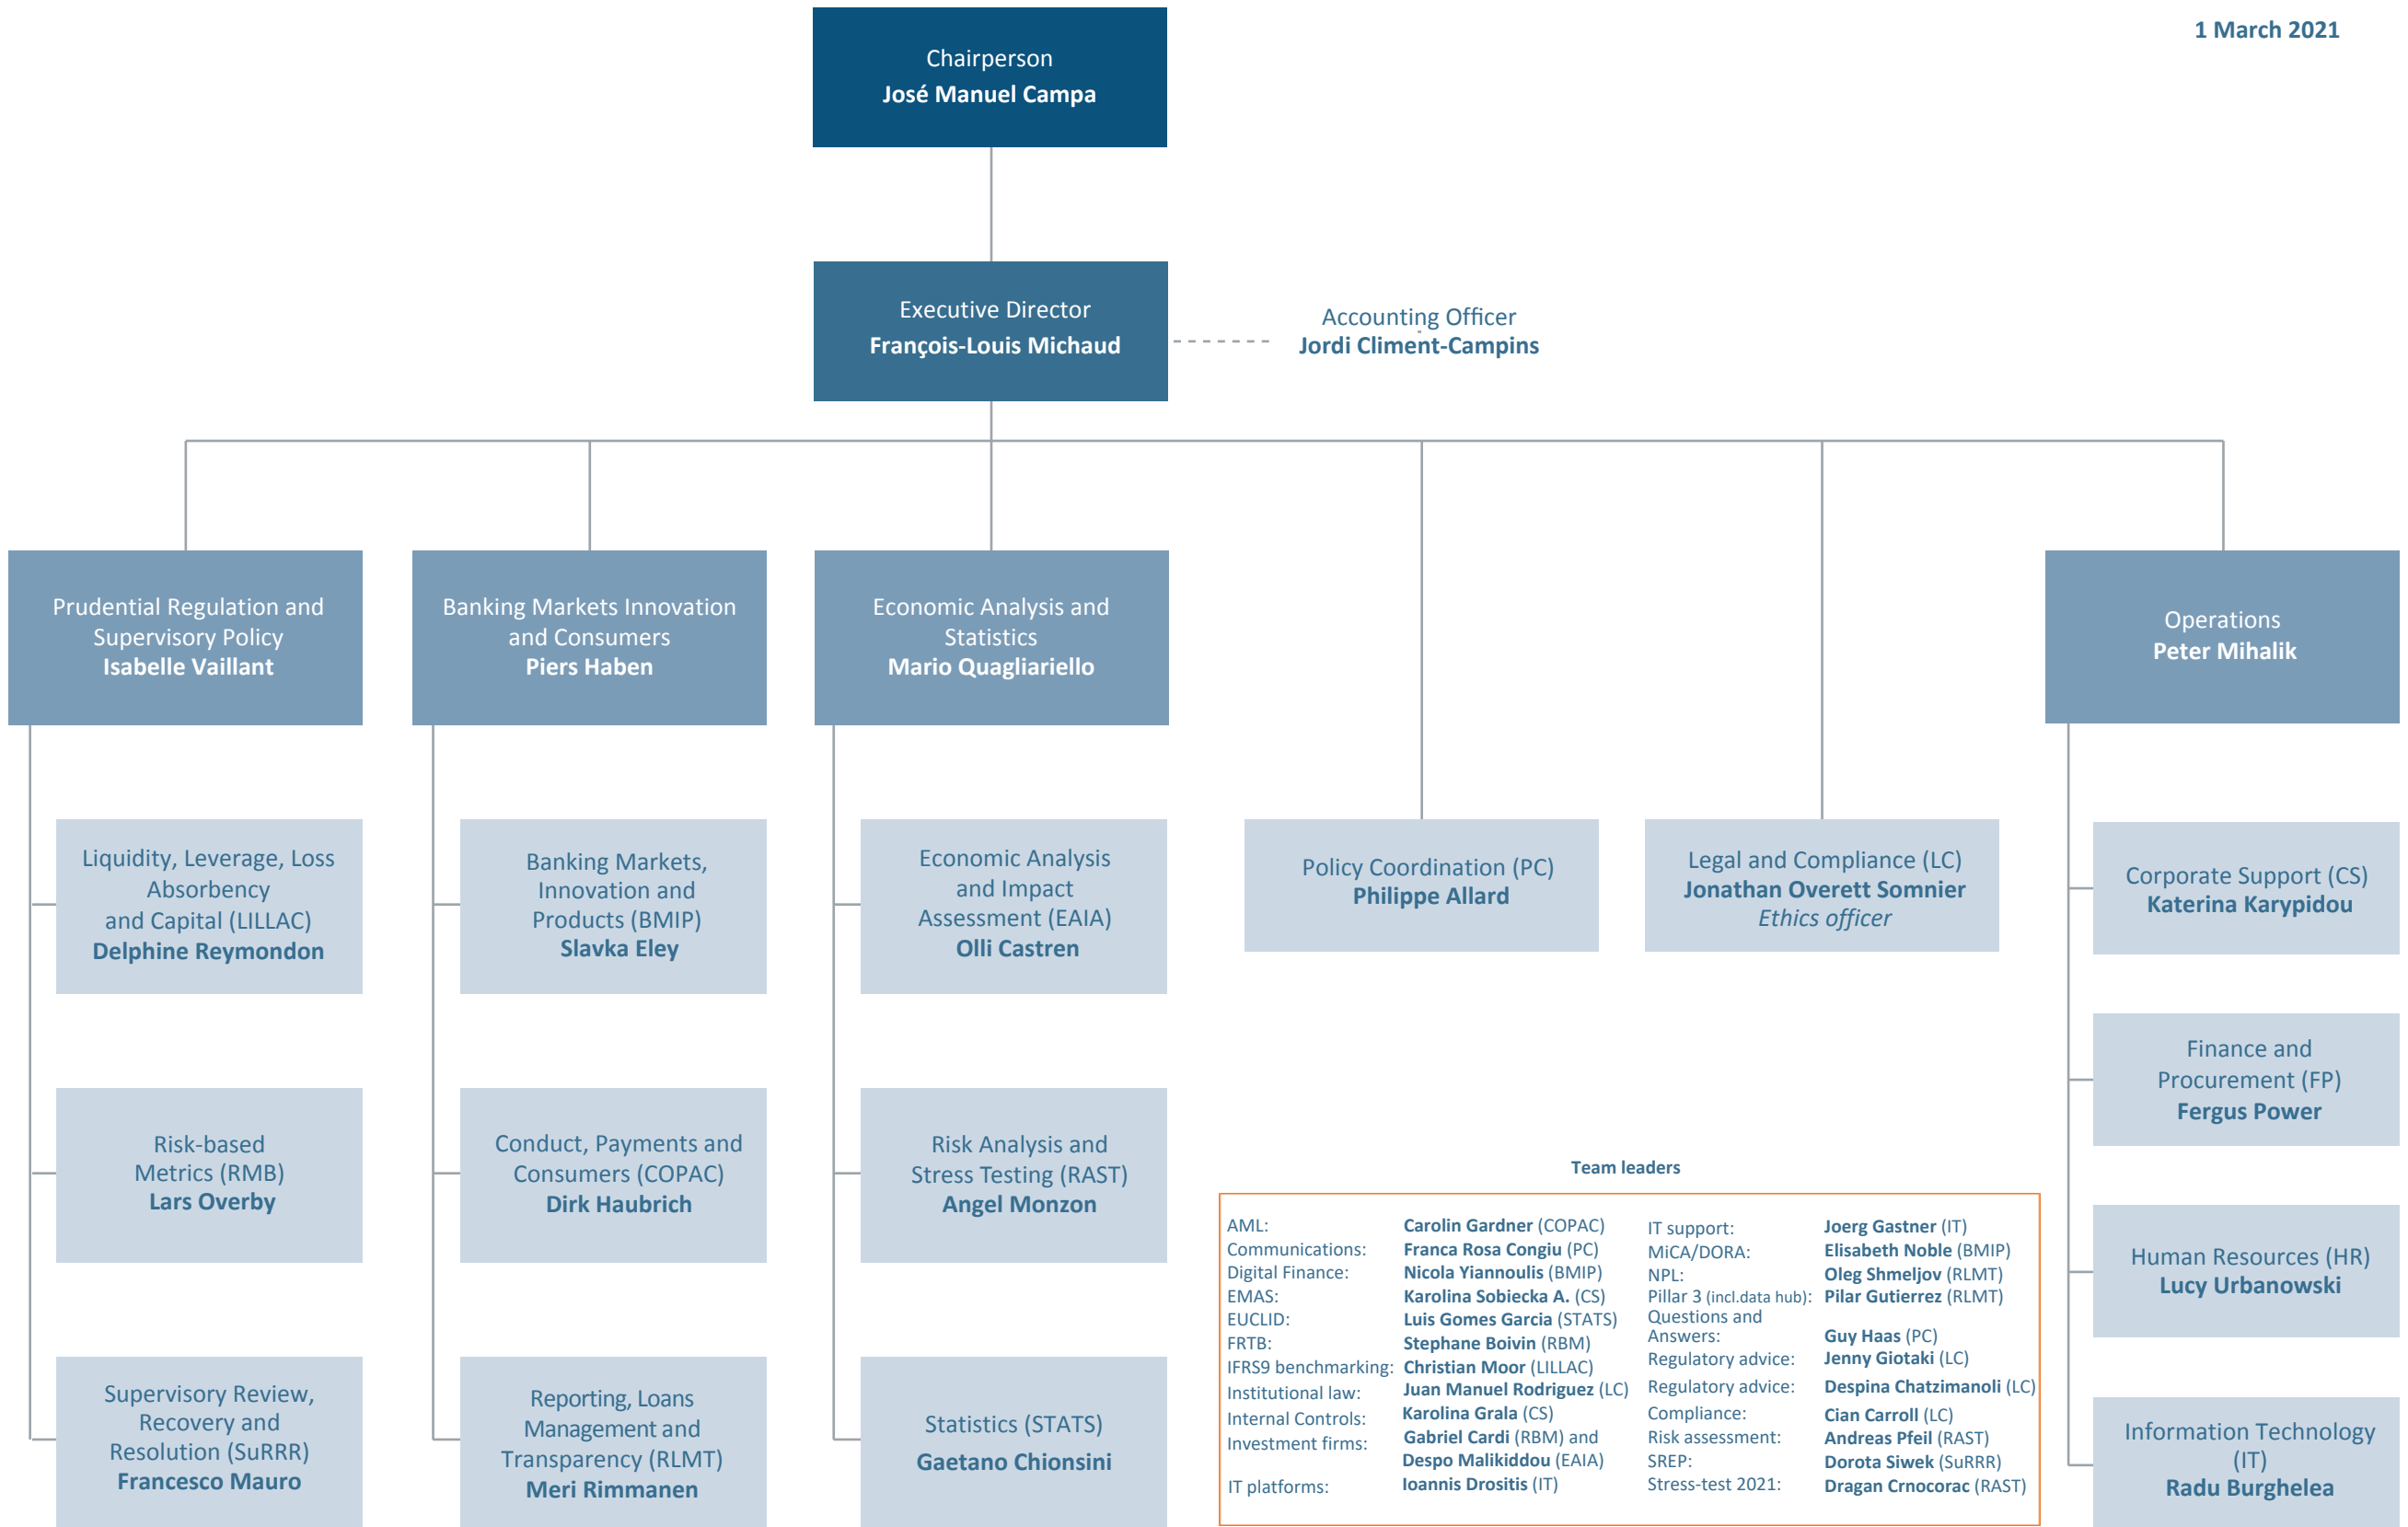 1 March 2021
Chairperson
José Manuel Campa
Executive Director
François-Louis Michaud
Accounting Officer
Jordi Climent-Campins
Prudential Regulation and
Supervisory Policy
Isabelle Vaillant
Banking Markets Innovation
and Consumers
Piers Haben
Economic Analysis and
Statistics
Mario Quagliariello
Operations
Peter Mihalik
Liquidity, Leverage, Loss
Absorbency
and Capital (LILLAC)
Delphine Reymondon
Banking Markets,
Innovation and
Products (BMIP)
Slavka Eley
Economic Analysis
and Impact
Assessment (EAIA)
Olli Castren
Policy Coordination (PC)
Philippe Allard
Legal and Compliance (LC)
Jonathan Overett Somnier
Ethics officer
Corporate Support (CS)
Katerina Karypidou
Finance and
Procurement (FP)
Fergus Power
Risk-based
Metrics (RMB)
Lars Overby
Conduct, Payments and
Consumers (COPAC)
Dirk Haubrich
Risk Analysis and
Stress Testing (RAST)
Angel Monzon
Human Resources (HR)
Lucy Urbanowski
Supervisory Review,
Recovery and
Resolution (SuRRR)
Francesco Mauro
Reporting, Loans
Management and
Transparency (RLMT)
Meri Rimmanen
Statistics (STATS)
Gaetano Chionsini
Information Technology
(IT)
Radu Burghelea
Team leaders
AML: Carolin Gardner (COPAC)
Communications: Franca Rosa Congiu (PC)
Digital Finance: Nicola Yiannoulis (BMIP)
EMAS: Karolina Sobiecka A. (CS)
EUCLID: Luis Gomes Garcia (STATS)
FRTB: Stephane Boivin (RBM)
IFRS9 benchmarking: Christian Moor (LILLAC)
Institutional law: Juan Manuel Rodriguez (LC)
Internal Controls: Karolina Grala (CS)
Investment firms: Gabriel Cardi (RBM) and
Despo Malikiddou (EAIA)
IT platforms: Ioannis Drositis (IT)
IT support: Joerg Gastner (IT)
MiCA/DORA: Elisabeth Noble (BMIP)
NPL: Oleg Shmeljov (RLMT)
Pillar 3 (incl.data hub): Pilar Gutierrez (RLMT)
Questions and
Answers: Guy Haas (PC)
Regulatory advice: Jenny Giotaki (LC)
Regulatory advice: Despina Chatzimanoli (LC)
Compliance: Cian Carroll (LC)
Risk assessment: Andreas Pfeil (RAST)
SREP: Dorota Siwek (SuRRR)
Stress-test 2021: Dragan Crnocorac (RAST)